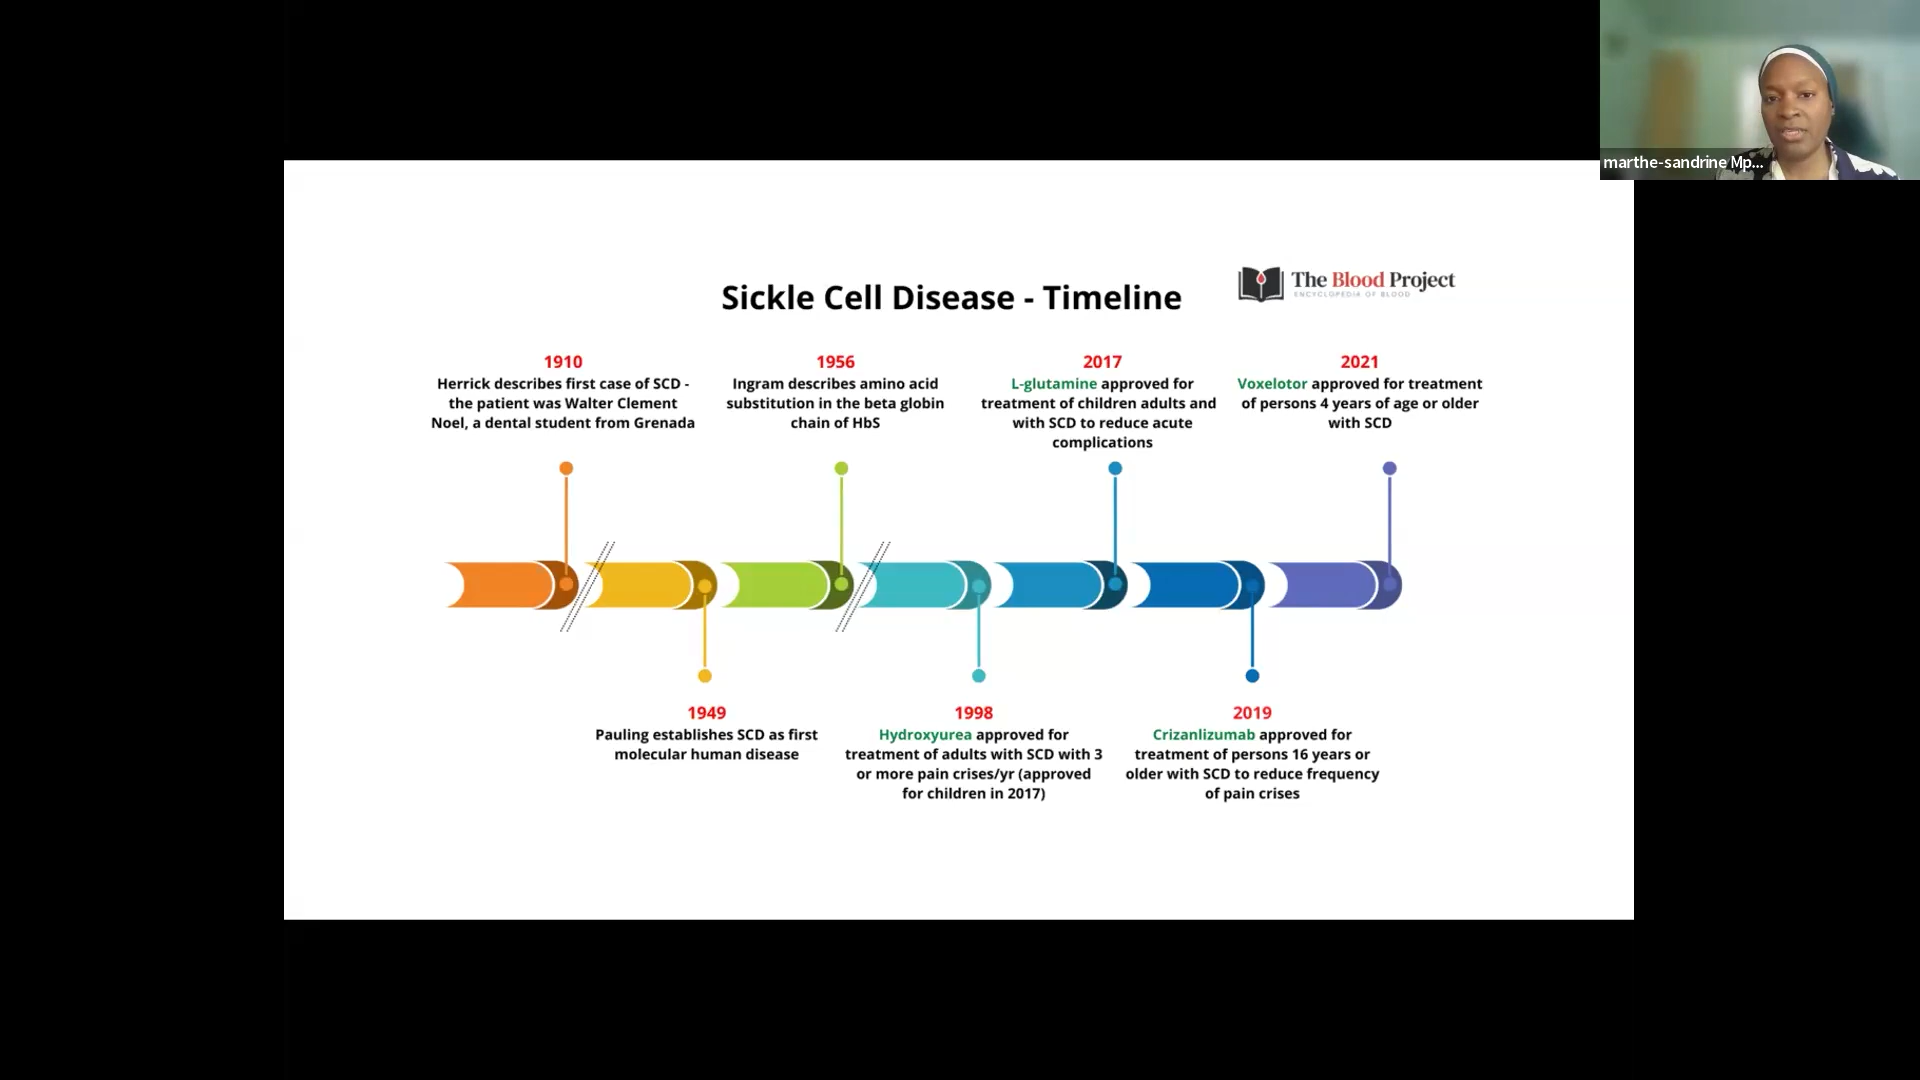 marthe-sandrine Mp...
Sickle Cell Disease - Timeline
The Blood Project
ENCYCLOPEDIA OF BLOOD
1910
Herrick describes first case of SCD -
the patient was Walter Clement
Noel, a dental student from Grenada
1956
Ingram describes amino acid
substitution in the beta globin
chain of HbS
2017
L-glutamine approved for
treatment of children adults and
with SCD to reduce acute
complications
2021
Voxelotor approved for treatment
of persons 4 years of age or older
with SCD
1949
Pauling establishes SCD as first
molecular human disease
1998
Hydroxyurea approved for
treatment of adults with SCD with 3
or more pain crises/yr (approved
for children in 2017)
2019
Crizanlizumab approved for
treatment of persons 16 years or
older with SCD to reduce frequency
of pain crises